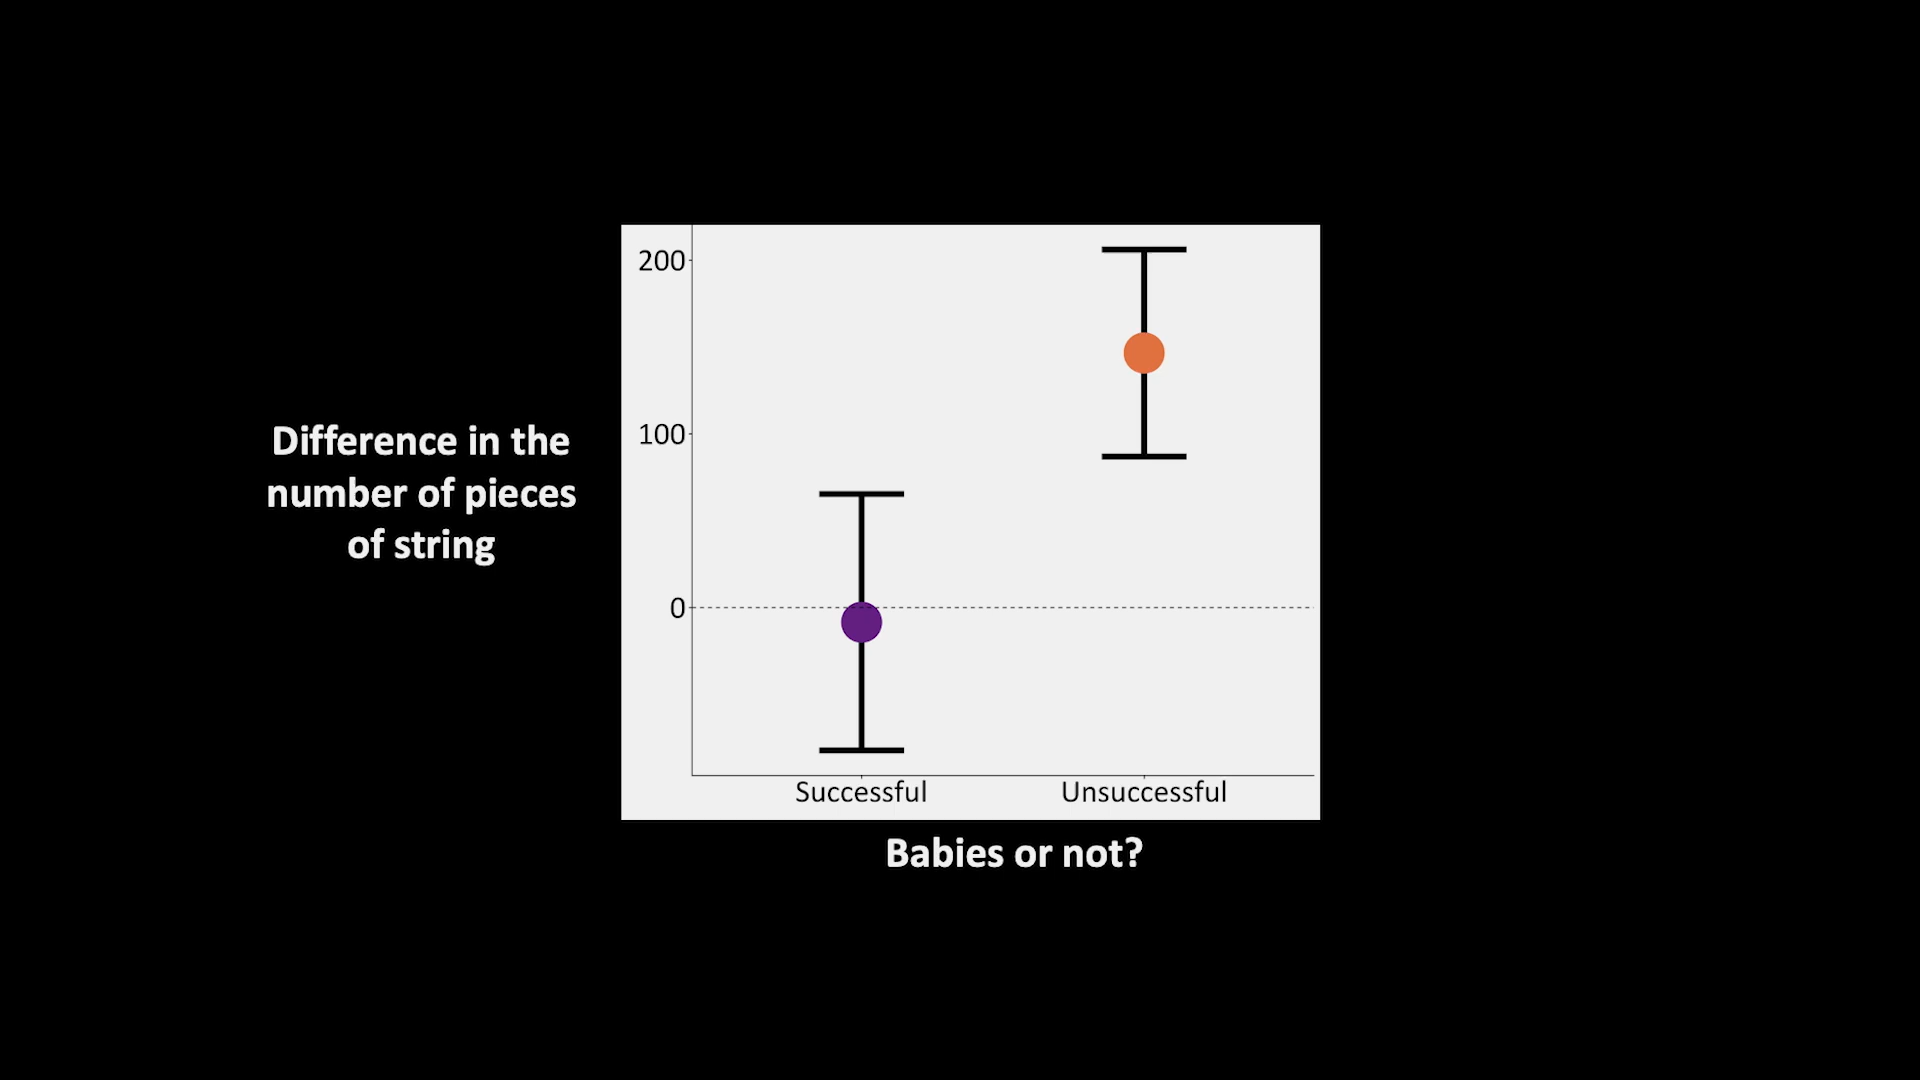 Difference in the
number of pieces
of string
200
100
0
Successful Unsuccessful
Babies or not?